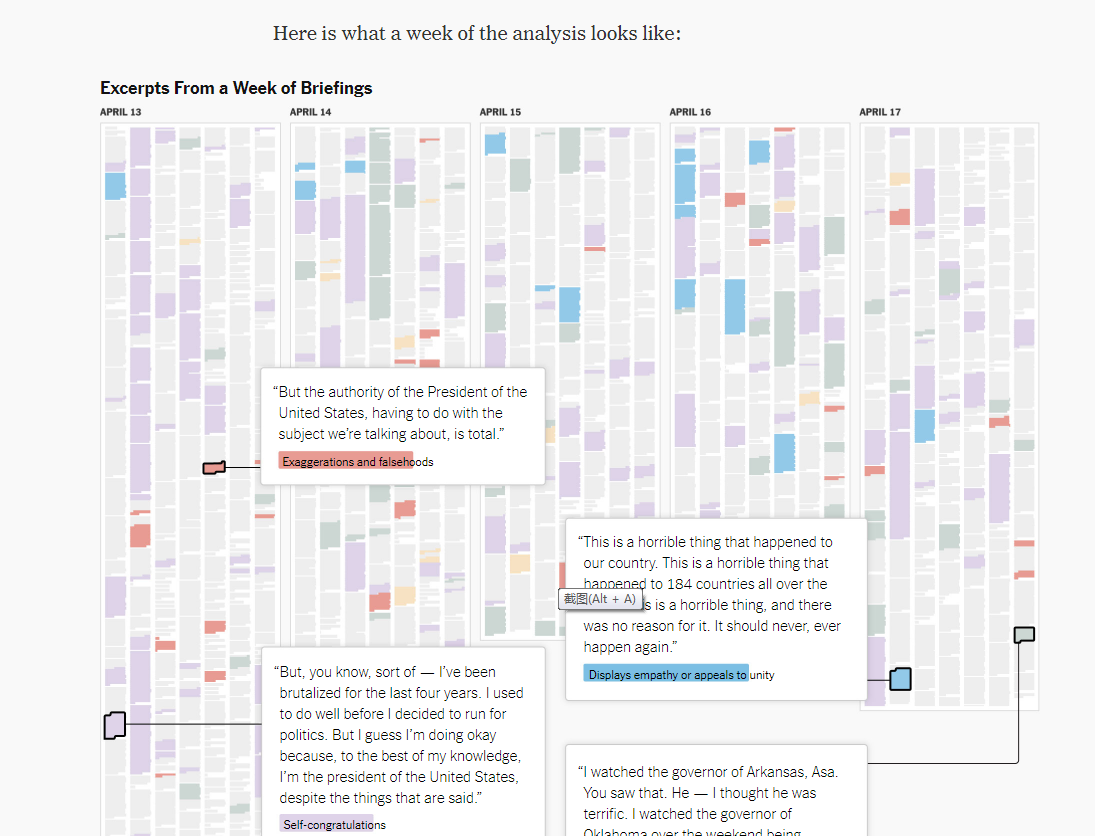 Here is what a week of the analysis looks like:
Excerpts From a Week of Briefings
APRIL 13
APRIL 14
APRIL 15
APRIL 16
APRIL 17
“But the authority of the President of the
United States, having to do with the
subject we’re talking about, is total.”
Exaggerations and falsehoods
“This is a horrible thing that happened to
our country. This is a horrible thing that
happened to 184 countries all over the
截图(Alt + A)
s is a horrible thing, and there
was no reason for it. It should never, ever
happen again.”
Displays empathy or appeals to unity
“But, you know, sort of — I’ve been
brutalized for the last four years. I used
to do well before I decided to run for
politics. But I guess I’m doing okay
because, to the best of my knowledge,
I’m the president of the United States,
despite the things that are said.”
Self-congratulations
“I watched the governor of Arkansas, Asa.
You saw that. He — I thought he was
terrific. I watched the governor of
Oklahoma over the weekend being